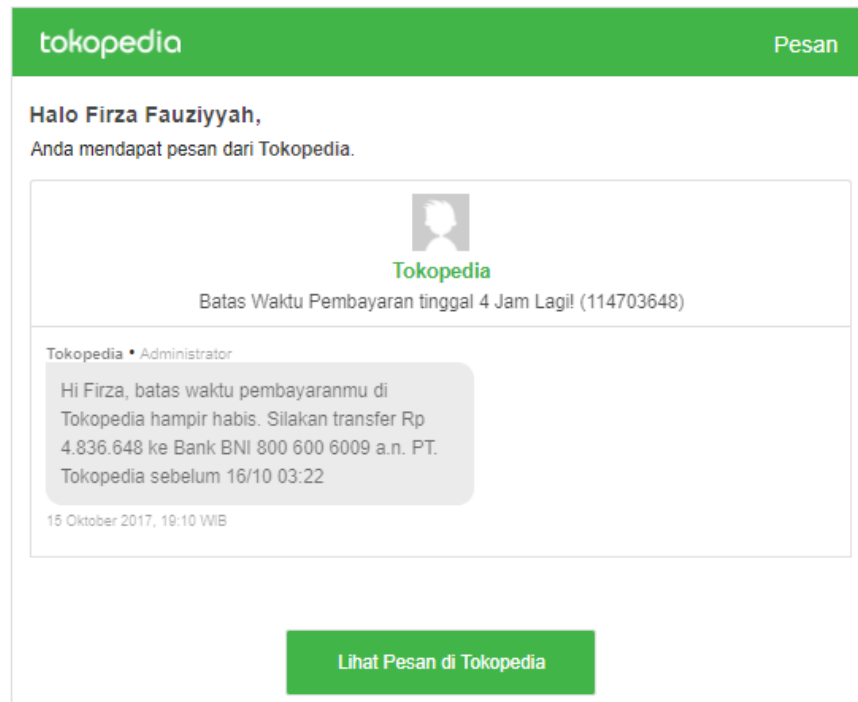 tokopedia
Pesan
Halo Firza Fauziyyah,
Anda mendapat pesan dari Tokopedia.
Tokopedia
Batas Waktu Pembayaran tinggal 4 Jam Lagi! (114703648)
Tokopedia • Administrator
Hi Firza, batas waktu pembayaranmu di
Tokopedia hampir habis. Silakan transfer Rp
4.836.648 ke Bank BNI 800 600 6009 a.n. PT.
Tokopedia sebelum 16/10 03:22
15 Oktober 2017, 19:10 WIB
Lihat Pesan di Tokopedia